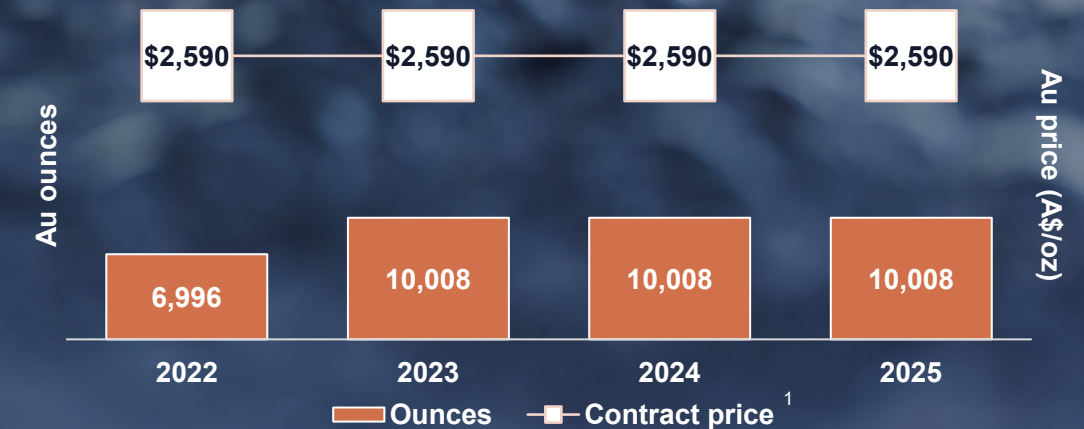 $2,590 $2,590 $2,590 $2,590
Au ounces
Au price (A$/oz)
6,996 10,008 10,008 10,008
2022 2023 2024 2025
Ounces Contract price 1